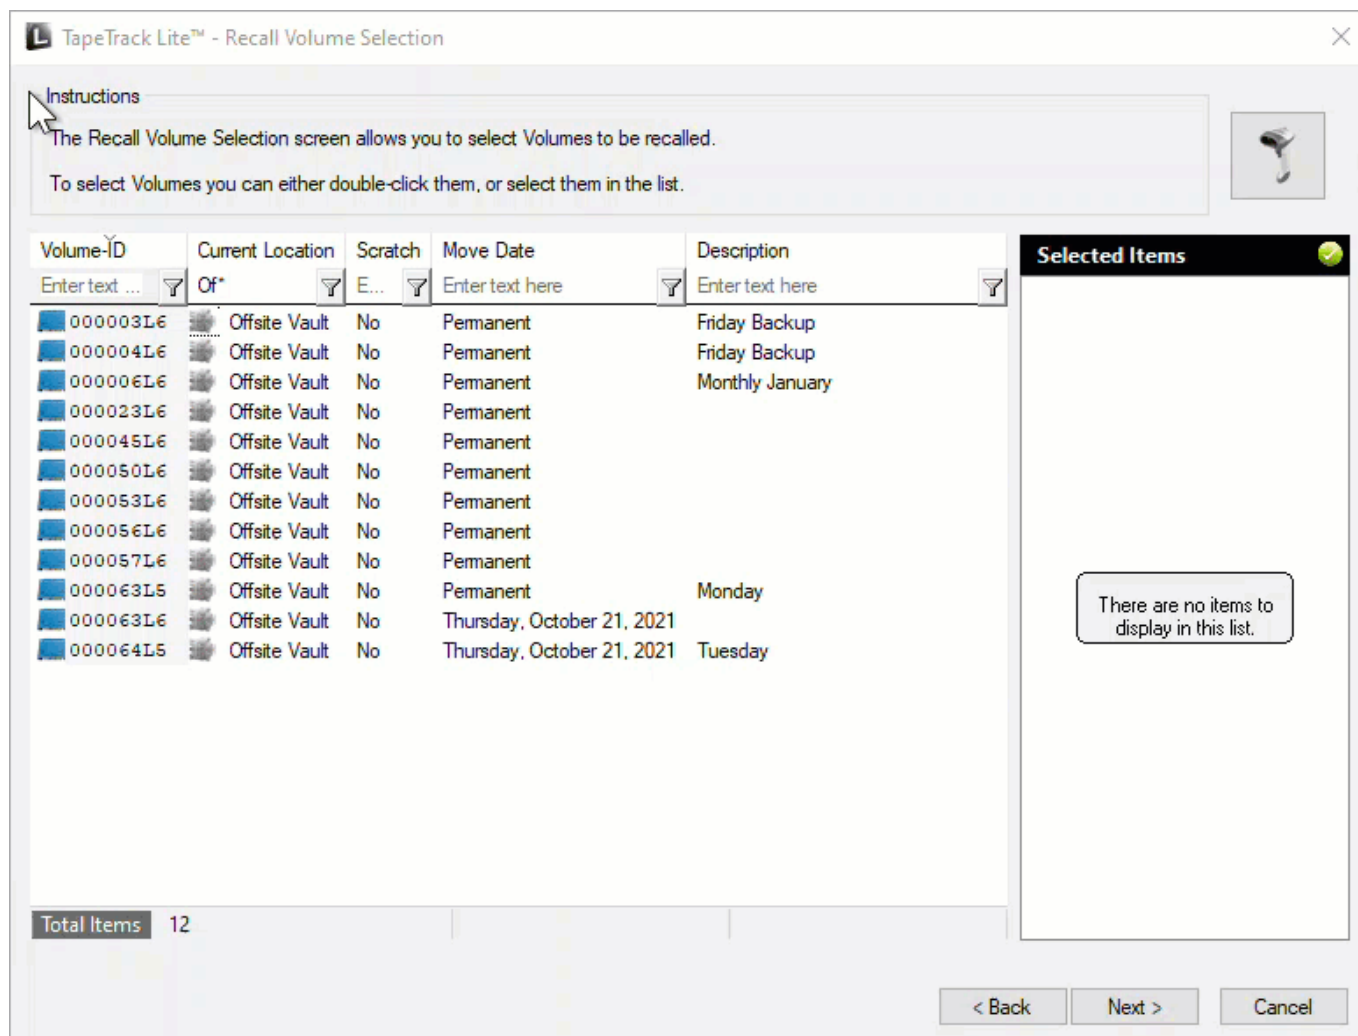 L TapeTrack Lite™ - Recall Volume Selection
Instructions
The Recall Volume Selection screen allows you to select Volumes to be recalled.
To select Volumes you can either double-click them, or select them in the list.
Volume-ID Current Location Scratch Move Date Description
Enter text ... Of* E... Enter text here Enter text here
000003L6 Offsite Vault No Permanent Friday Backup
000004L6 Offsite Vault No Permanent Friday Backup
000006L6 Offsite Vault No Permanent Monthly January
000023L6 Offsite Vault No Permanent
000045L6 Offsite Vault No Permanent
000050L6 Offsite Vault No Permanent
000053L6 Offsite Vault No Permanent
000056L6 Offsite Vault No Permanent
000057L6 Offsite Vault No Permanent
000063L5 Offsite Vault No Permanent Monday
000063L6 Offsite Vault No Thursday, October 21, 2021
000064L5 Offsite Vault No Thursday, October 21, 2021 Tuesday
Total Items 12
Selected Items
There are no items to
display in this list.
< Back Next > Cancel